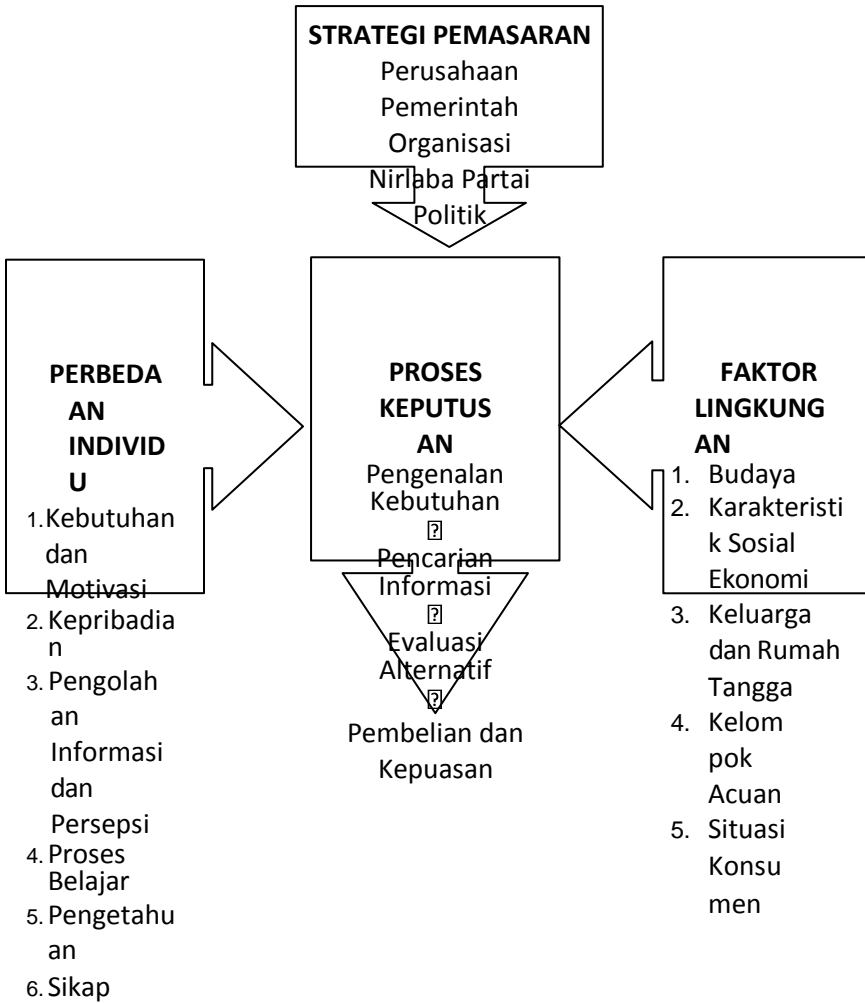 STRATEGI PEMASARAN
Perusahaan
Pemerintah
Organisasi
Nirlaba Partai
Politik
PERBEDA
AN
INDIVID
U
1.Kebutuhan
dan
Motivasi
2. Kepribadia
n
3. Pengolah
an
Informasi
dan
Persepsi
4. Proses
Belajar
5. Pengetahu
an
6. Sikap
PROSES
KEPUTUS
AN
Pengenalan
Kebutuhan
⍰
Pencarian
Informasi
⍰
Evaluasi
Alternatif
⍰
Pembelian dan
Kepuasan
FAKTOR
LINGKUNG
AN
1. Budaya
2. Karakteristi
k Sosial
Ekonomi
3. Keluarga
dan Rumah
Tangga
4. Kelom
pok
Acuan
5. Situasi
Konsu
men